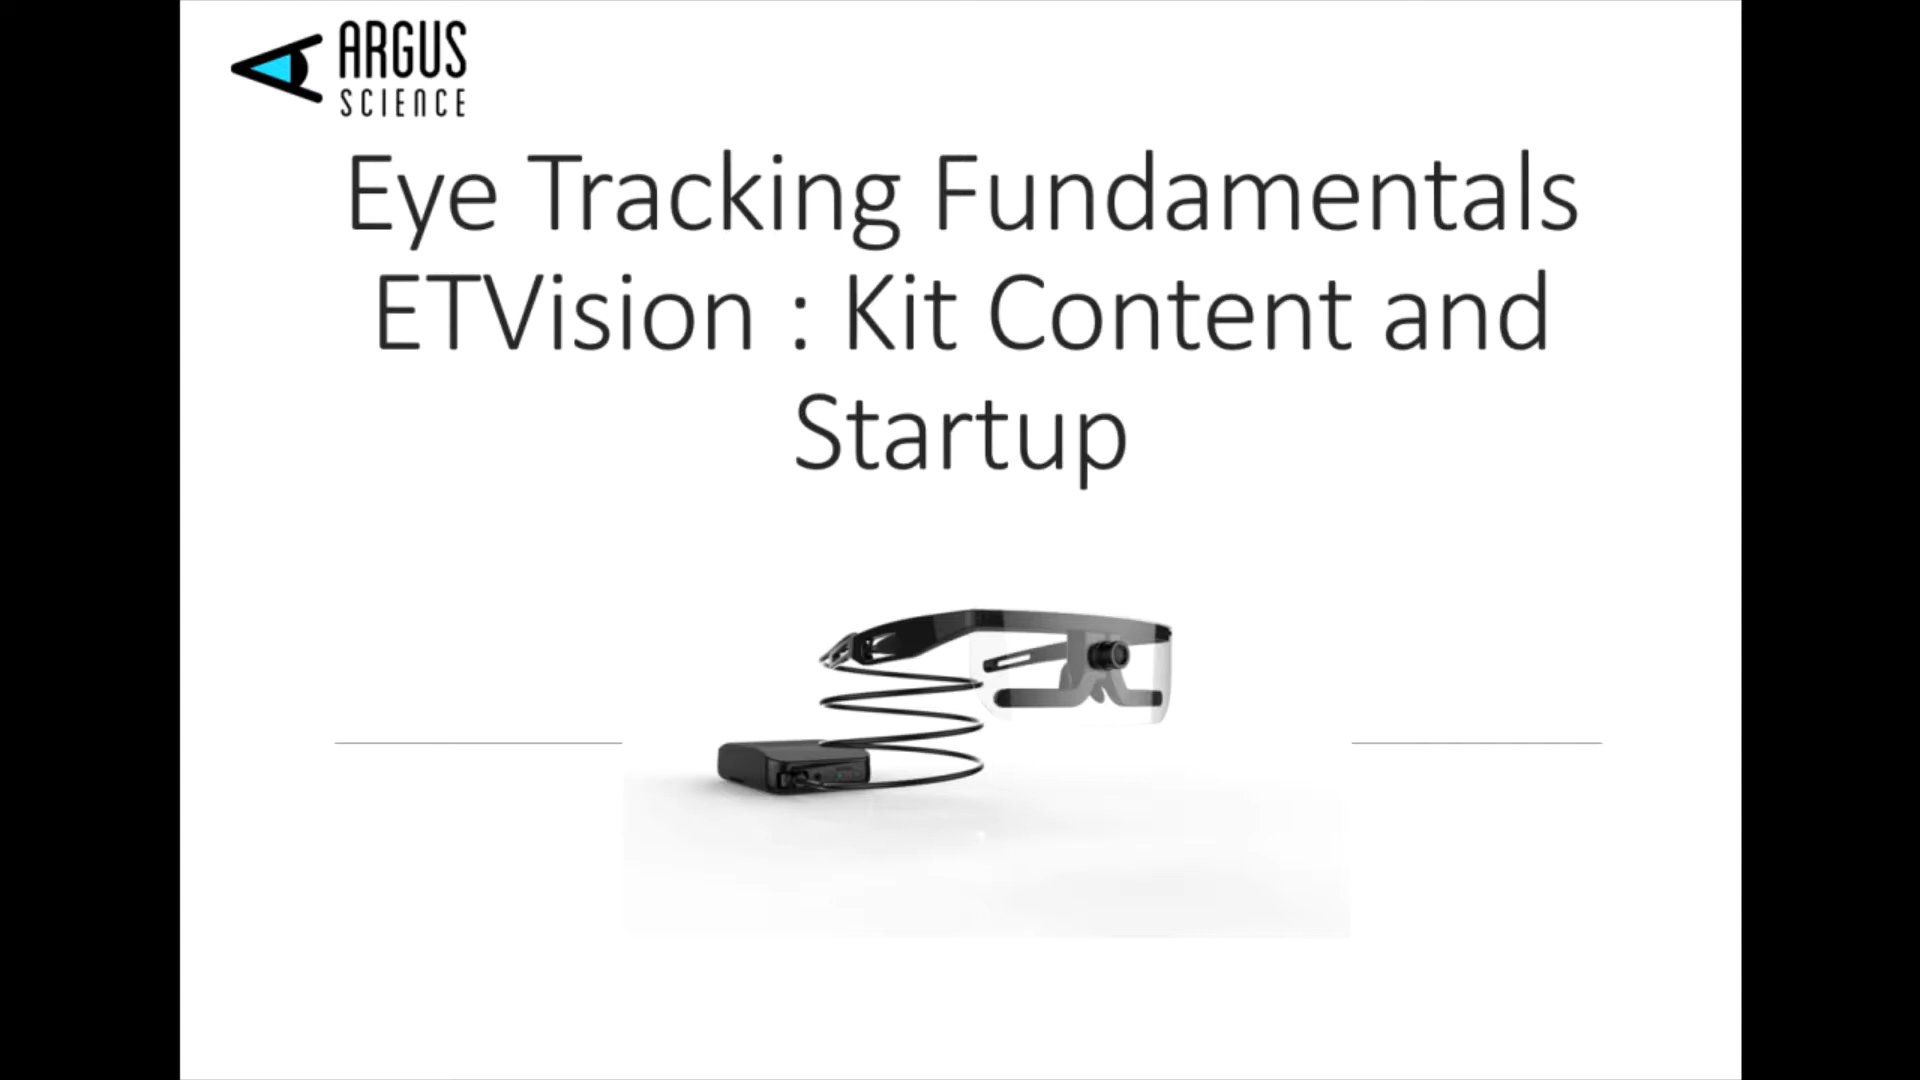 ARGUS
SCIENCE
Eye Tracking Fundamentals
ETVision : Kit Content and
Startup